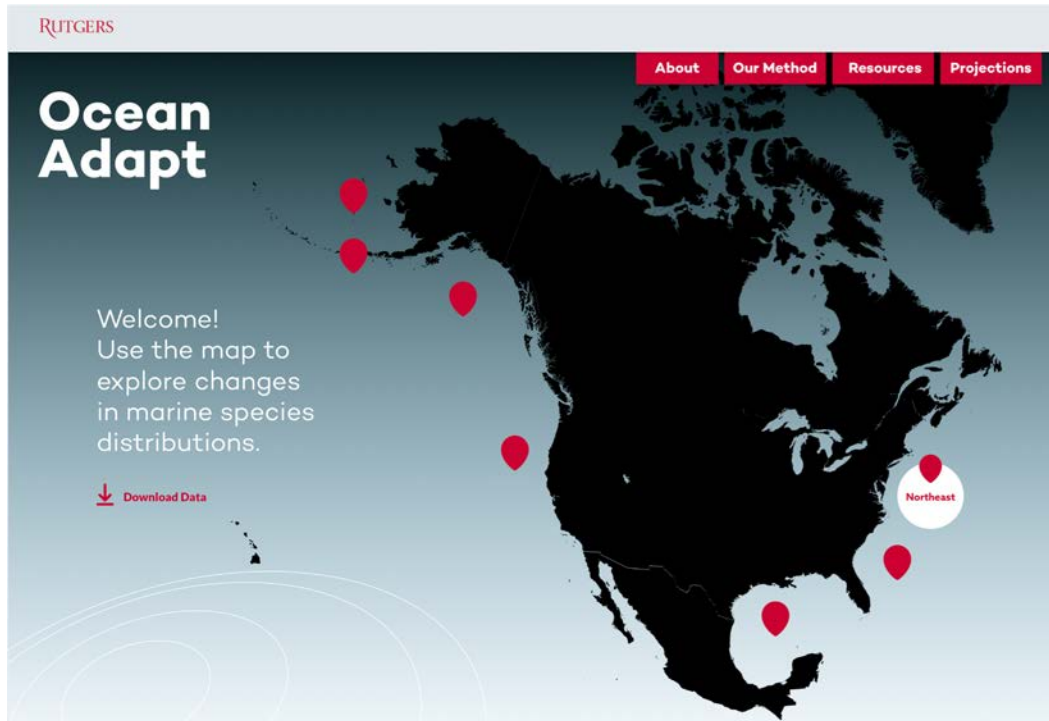 RUTGERS
About
Our Method
Resources
Projections
Ocean
Adapt
Welcome!
Use the map to
explore changes
in marine species
distributions.
Download Data
Northeast